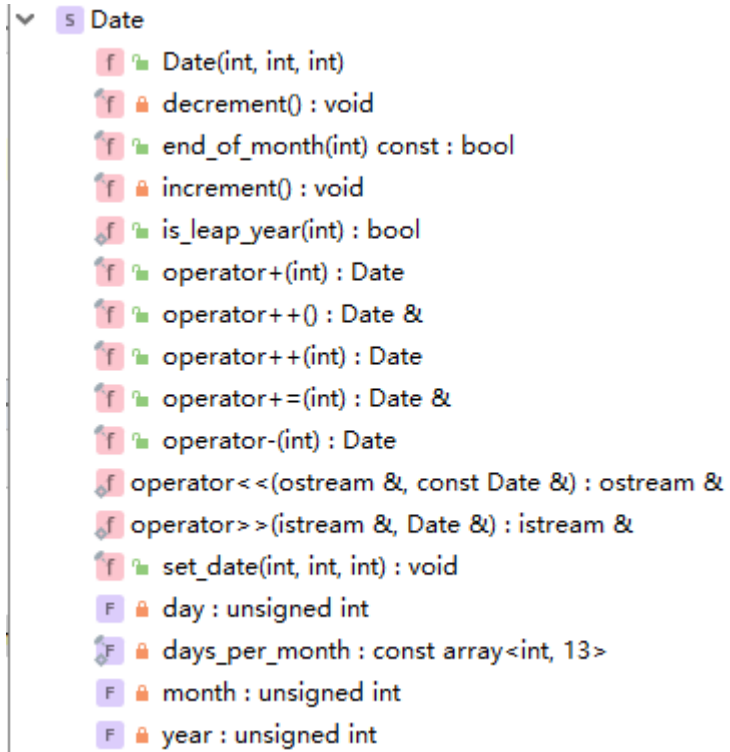 S Date
f Date(int, int, int)
f decrement() : void
f end_of_month(int) const : bool
f increment() : void
f is_leap_year(int) : bool
f operator+(int) : Date
f operator++() : Date &
f operator++(int) : Date
f operator+=(int) : Date &
f operator-(int) : Date
f operator<<(ostream &, const Date &) : ostream &
f operator>>(istream &, Date &) : istream &
f set_date(int, int, int) : void
F day : unsigned int
F days_per_month : const array<int, 13>
F month : unsigned int
F year : unsigned int